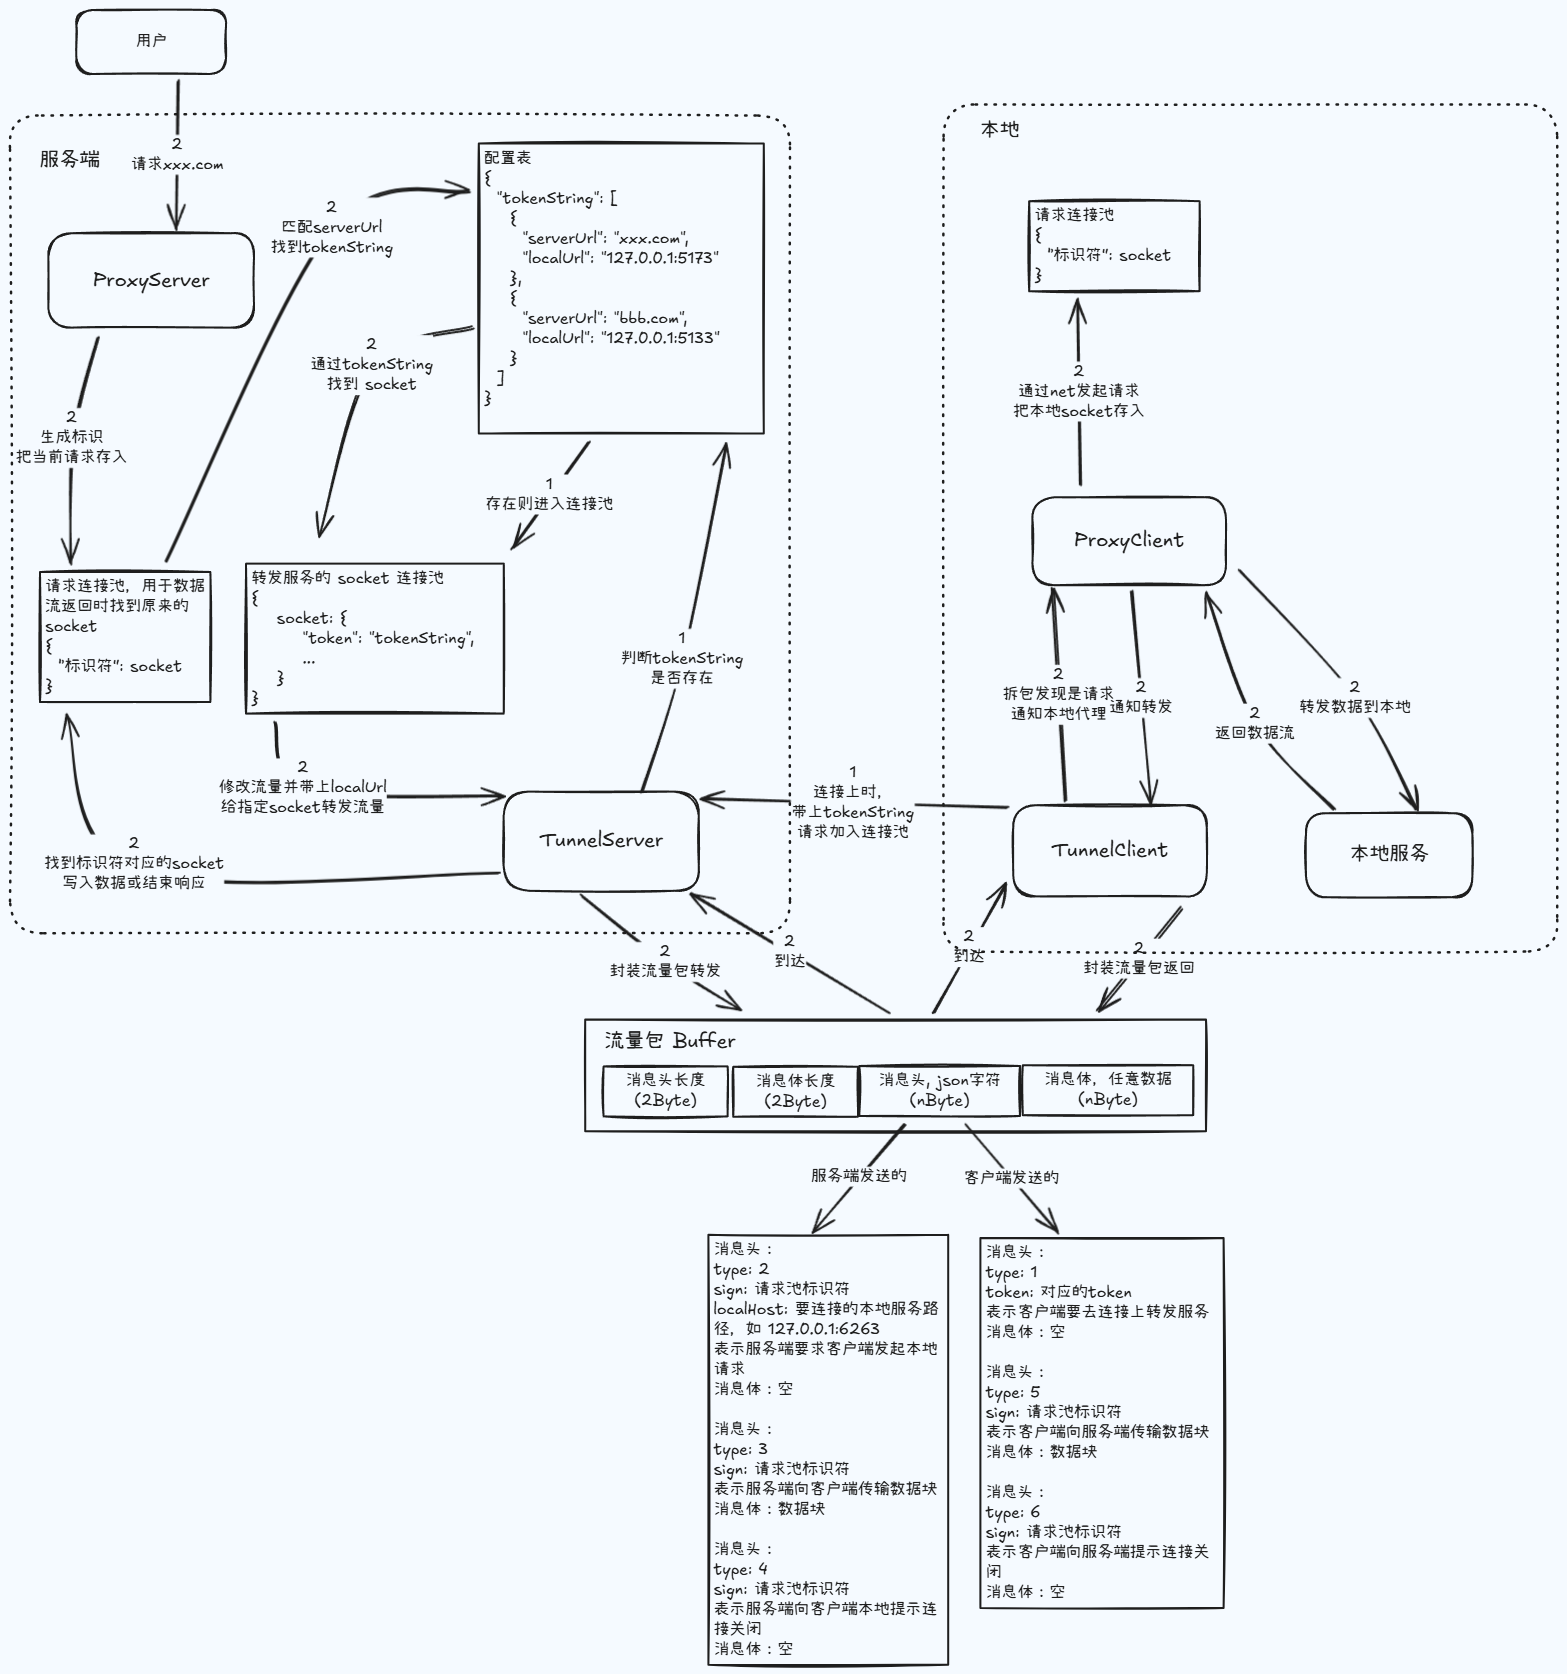 用户
2
请求xxx.com
服务端
ProxyServer
2
匹配serverUrl
找到tokenString
配置表
{
"tokenString": [
{
"serverUrl": "xxx.com",
"localUrl": "127.0.0.1:5173"
},
{
"serverUrl": "bbb.com",
"localUrl": "127.0.0.1:5133"
}
]
}
2
通过tokenString
找到 socket
2
生成标识
把当前请求存入
1
存在则进入连接池
请求连接池，用于数据
流返回时找到原来的
socket
{
"标识符": socket
}
转发服务的 socket 连接池
{
socket: {
"token": "tokenString",
...
}
}
1
判断tokenString
是否存在
2
修改流量并带上localUrl
给指定socket转发流量
TunnelServer
2
找到标识符对应的socket
写入数据或结束响应
1
连接上时，
带上tokenString
请求加入连接池
本地
请求连接池
{
"标识符": socket
}
2
通过net发起请求
把本地socket存入
ProxyClient
2
拆包发现是请求
通知本地代理
2
通知转发
2
返回数据流
2
转发数据到本地
TunnelClient
本地服务
2
封装流量包转发
2
到达
2
到达
2
封装流量包返回
流量包 Buffer
消息头长度
(2Byte)
消息体长度
(2Byte)
消息头, json字符
(nByte)
消息体，任意数据
(nByte)
服务端发送的
客户端发送的
消息头：
type: 2
sign: 请求池标识符
localHost: 要连接的本地服务路
径，如 127.0.0.1:6263
表示服务端要求客户端发起本地
请求
消息体：空
消息头：
type: 3
sign: 请求池标识符
表示服务端向客户端传输数据块
消息体：数据块
消息头：
type: 4
sign: 请求池标识符
表示服务端向客户端本地提示连
接关闭
消息体：空
消息头：
type: 1
token: 对应的token
表示客户端要去连接上转发服务
消息体：空
消息头：
type: 5
sign: 请求池标识符
表示客户端向服务端传输数据块
消息体：数据块
消息头：
type: 6
sign: 请求池标识符
表示客户端向服务端提示连接关
闭
消息体：空